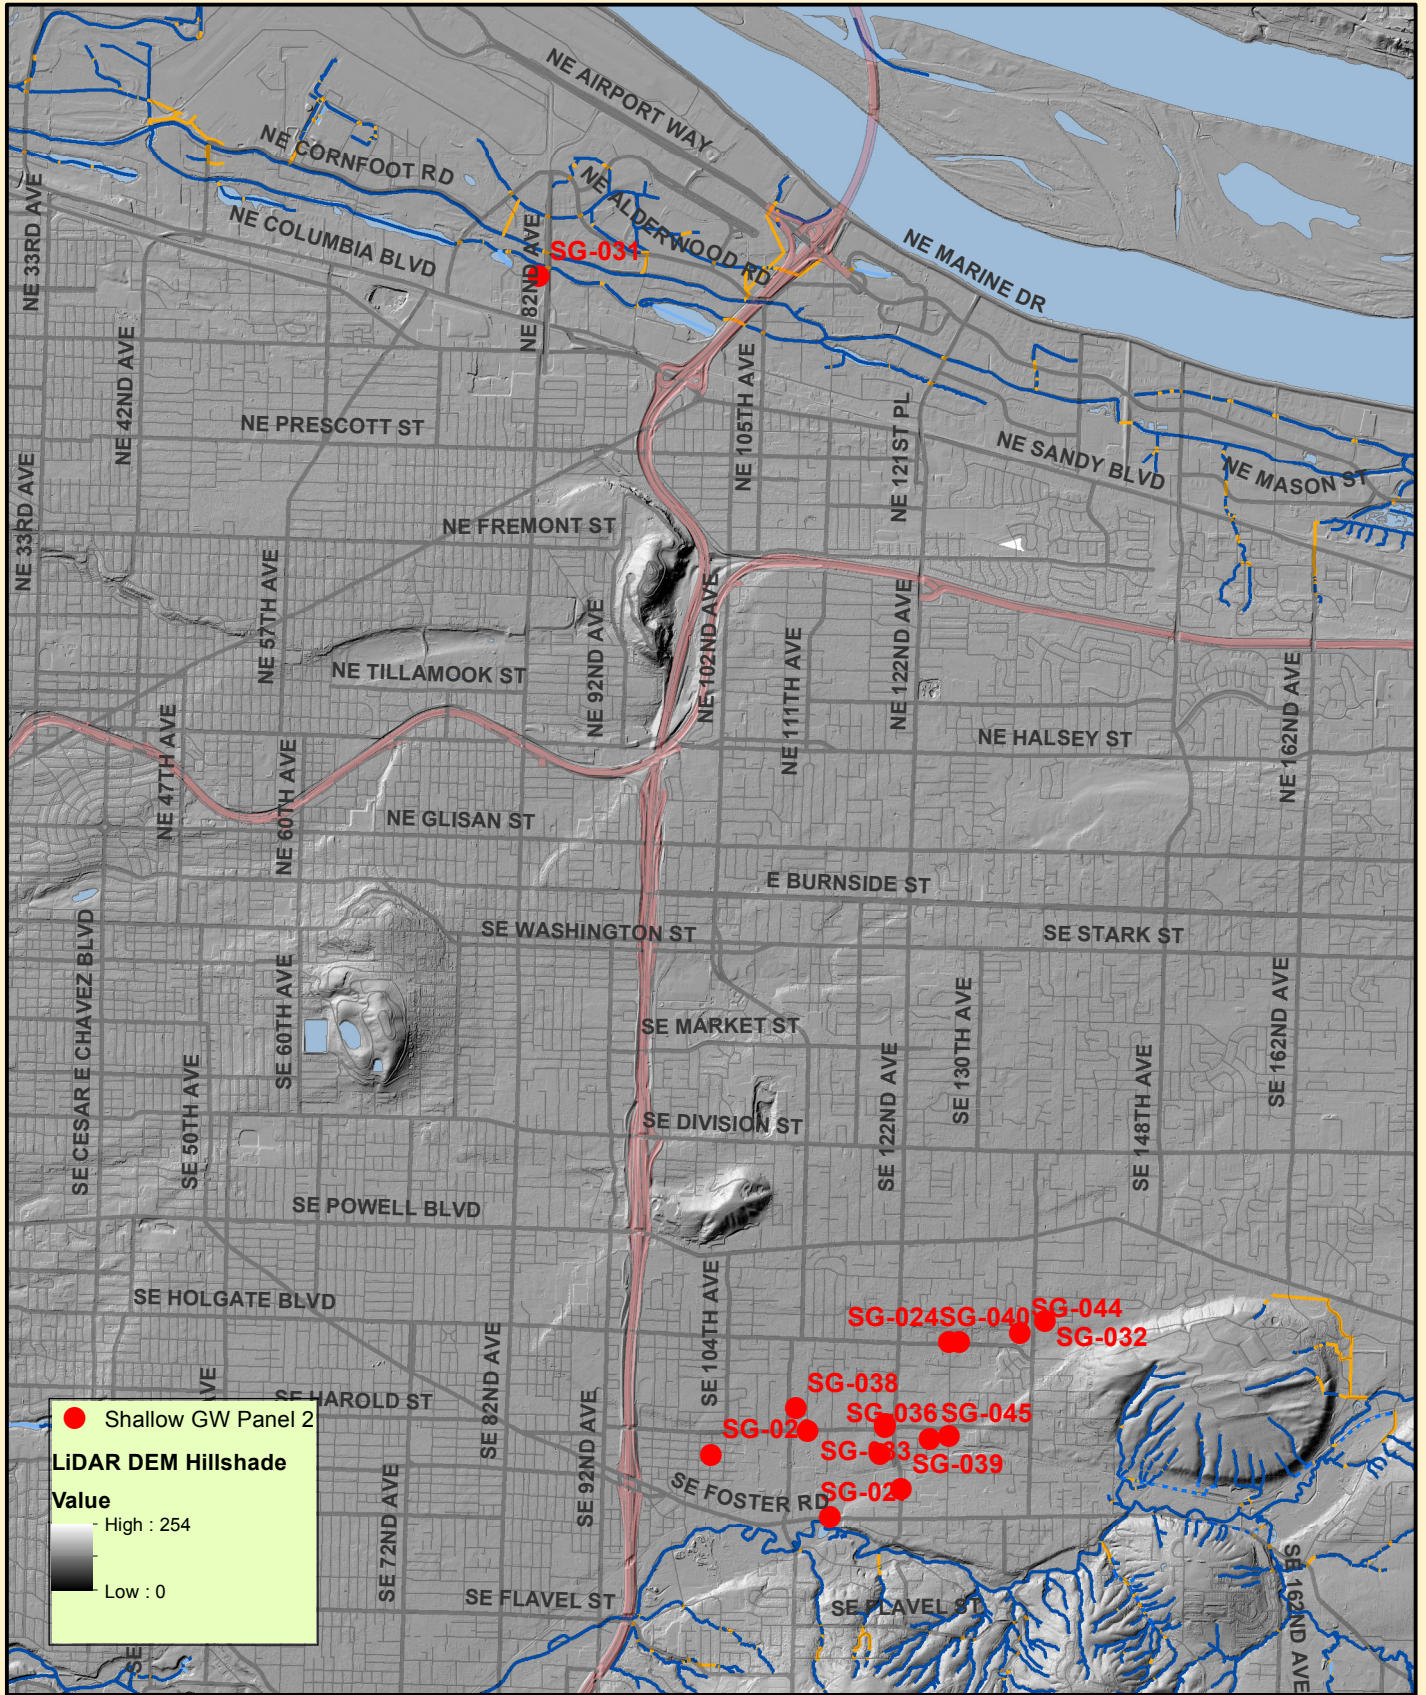 NE AIRPORT WAY
NE CORNFOOT RD
NE ALDERWOOD RD
NE 33RD AVE
NE COLUMBIA BLVD
NE 82ND AVE
SG-031
NE MARINE DR
NE 42ND AVE
NE 105TH AVE
NE PRESCOTT ST
NE 121ST PL
NE SANDY BLVD
NE MASON ST
NE 33RD AVE
NE FREMONT ST
NE 57TH AVE
NE 92ND AVE
NE 102ND AVE
NE 122ND AVE
NE TILLAMOOK ST
NE 111TH AVE
NE 162ND AVE
NE HALSEY ST
NE 47TH AVE
NE 60TH AVE
NE GLISAN ST
E BURNSIDE ST
SE WASHINGTON ST
SE STARK ST
SE CESAR E CHAVEZ BLVD
SE 60TH AVE
SE 130TH AVE
SE 162ND AVE
SE MARKET ST
SE 50TH AVE
SE 122ND AVE
SE 148TH AVE
SE DIVISION ST
SE POWELL BLVD
SE HOLGATE BLVD
SE 104TH AVE
SG-024
SG-040
SG-044
SG-032
SE 82ND AVE
SG-038
SE HAROLD ST
AVE
SG-036
SG-045
SG-02
SG-033
SG-039
SE 92ND AVE
SE FOSTER RD
SG-02
SE 72ND AVE
SE FLAVEL ST
SE FLAVEL ST
SE 162ND AVE
SE
Shallow GW Panel 2
LiDAR DEM Hillshade
Value
High : 254
Low : 0